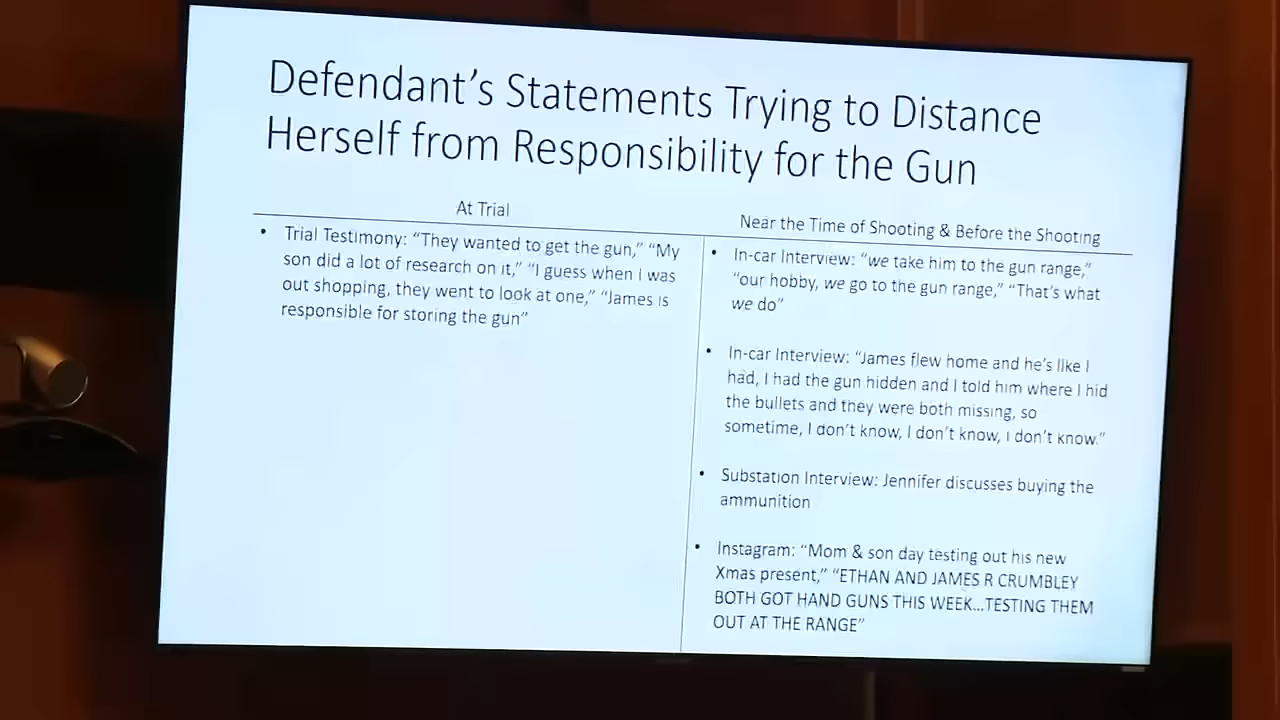 Defendant's Statements Trying to Distance
Herself from Responsibility for the Gun
At Trial
• Trial Testimony: “They wanted to get the gun,” “My
son did a lot of research on it,” “I guess when I was
out shopping, they went to look at one,” “James is
responsible for storing the gun”
Near the Time of Shooting & Before the Shooting
• In-car Interview: “we take him to the gun range,”
“our hobby, we go to the gun range,” “That’s what
we do”
• In-car Interview: “James flew home and he’s like I
had, I had the gun hidden and I told him where I hid
the bullets and they were both missing, so
sometime, I don’t know, I don’t know, I don’t know.”
• Substation Interview: Jennifer discusses buying the
ammunition
• Instagram: “Mom & son day testing out his new
Xmas present,” “ETHAN AND JAMES R CRUMBLEY
BOTH GOT HAND GUNS THIS WEEK...TESTING THEM
OUT AT THE RANGE”